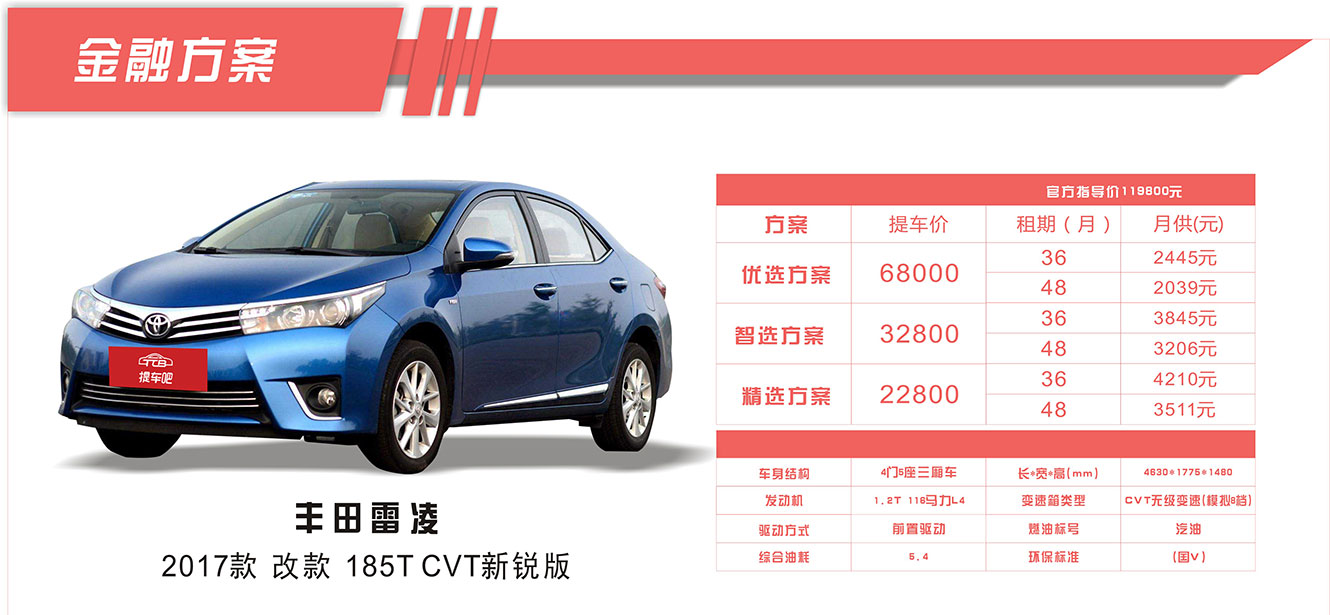 金融方案
TCB
提车吧
丰田雷凌
2017款 改款 185T CVT新锐版
官方指导价119800元
方案 提车价 租期(月) 月供(元)
优选方案 68000 36 2445元
48 2039元
智选方案 32800 36 3845元
48 3206元
精选方案 22800 36 4210元
48 3511元
车身结构 4门5座三厢车 长*宽*高(mm) 4630*1775*1480
发动机 1.2T 116马力L4 变速箱类型 CVT无级变速(模拟8档)
驱动方式 前置驱动 燃油标号 汽油
综合油耗 5.4 环保标准 (国V)